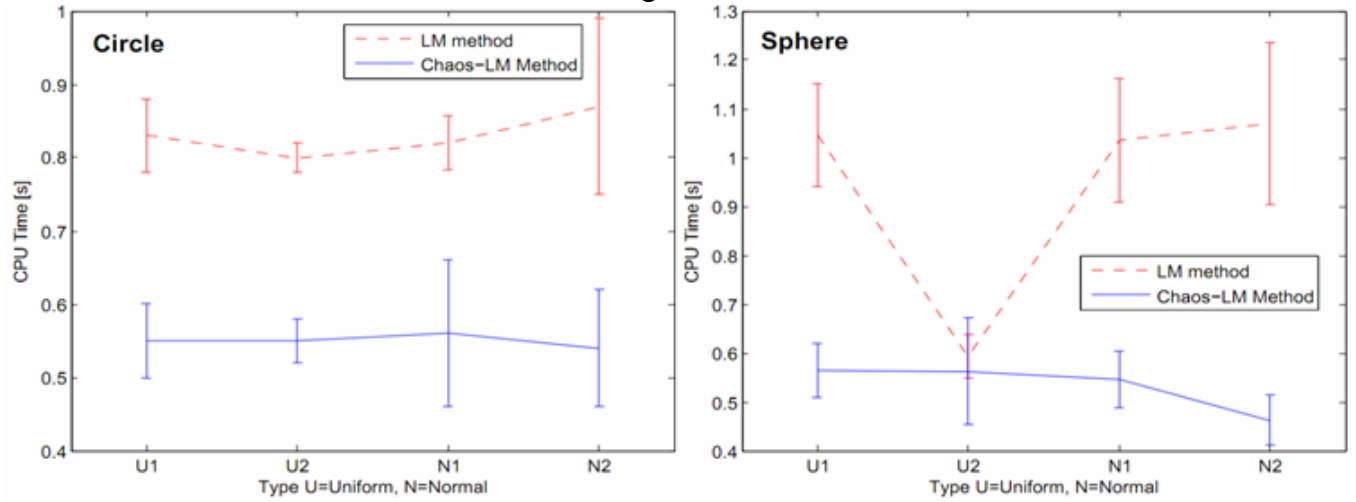 Circle
LM method
Chaos−LM Method
1
0.9
0.8
0.7
0.6
0.5
0.4
CPU Time [s]
U1
U2
N1
N2
Type U=Uniform, N=Normal
Sphere
1.3
1.2
1.1
1
0.9
0.8
0.7
0.6
0.5
0.4
CPU Time [s]
LM method
Chaos−LM Method
U1
U2
N1
N2
Type U=Uniform, N=Normal